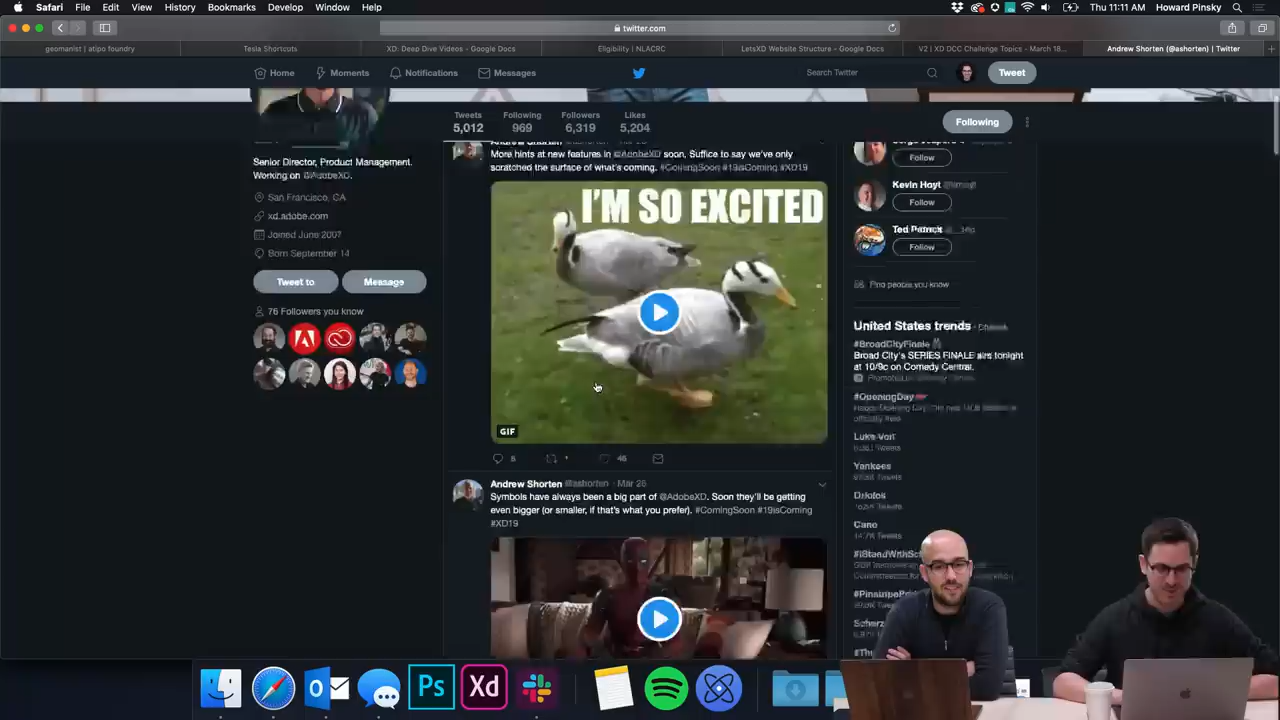 Safari File Edit View History Bookmarks Develop Window Help
Thu 11:11 AM Howard Pinsky
twitter.com
geomanist | atipo foundry
Tesla Shortcuts
XD: Deep Dive Videos - Google Docs
Eligibility | NLACRC
LetsXD Website Structure - Google Docs
V2 | XD DCC Challenge Topics - March 18...
Andrew Shorten (@ashorten) | Twitter
Home Moments Notifications Messages
Search Twitter
Tweet
Tweets Following Followers Likes
5,012 969 6,319 5,204
Following
Senior Director, Product Management.
Working on @AdobeXD.
San Francisco, CA
xd.adobe.com
Joined June 2007
Born September 14
Tweet to Message
76 Followers you know
More hints at new features in @AdobeXD soon, Suffice to say we've only
scratched the surface of what's coming. #ComingSoon #19isComing #XD19
I'M SO EXCITED
GIF
Andrew Shorten @ashorten
Symbols have always been a big part of @AdobeXD. Soon they'll be getting
even bigger (or smaller, if that's what you prefer). #ComingSoon #19isComing
#XD19
Follow
Kevin Hoyt
Follow
Follow
Find people you know
United States trends
#BroadCityFinale
Broad City's SERIES FINALE airs tonight
at 10/9c on Comedy Central.
#OpeningDay
Luke Voit
Yankees
Cano
Ps
Xd